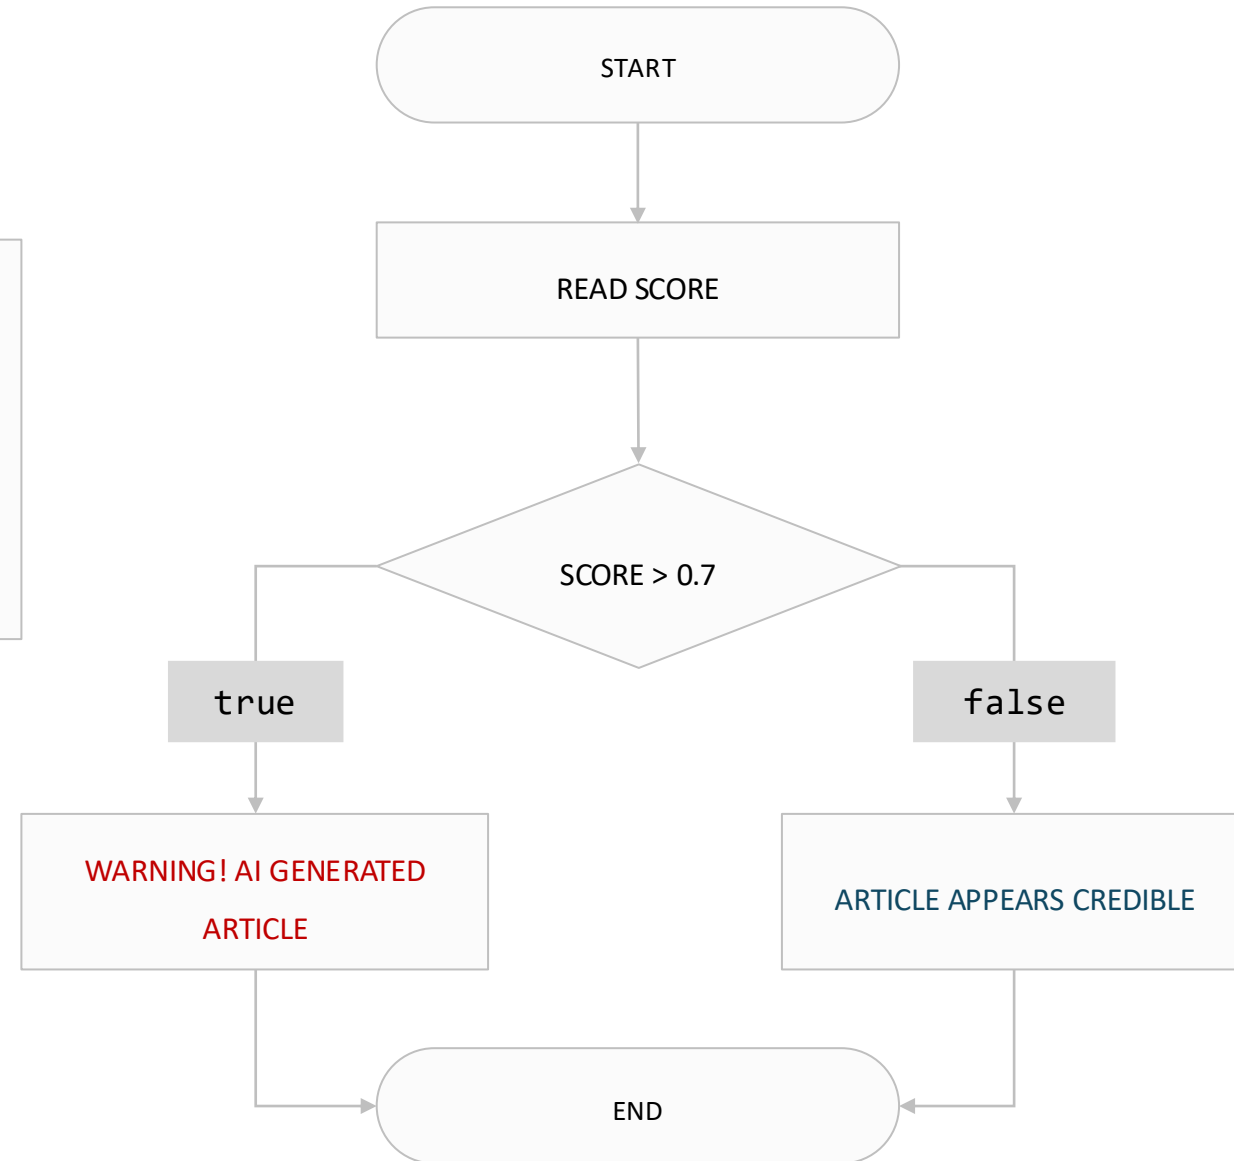 START
READ SCORE
SCORE > 0.7
true
false
WARNING! AI GENERATED
ARTICLE
ARTICLE APPEARS CREDIBLE
END